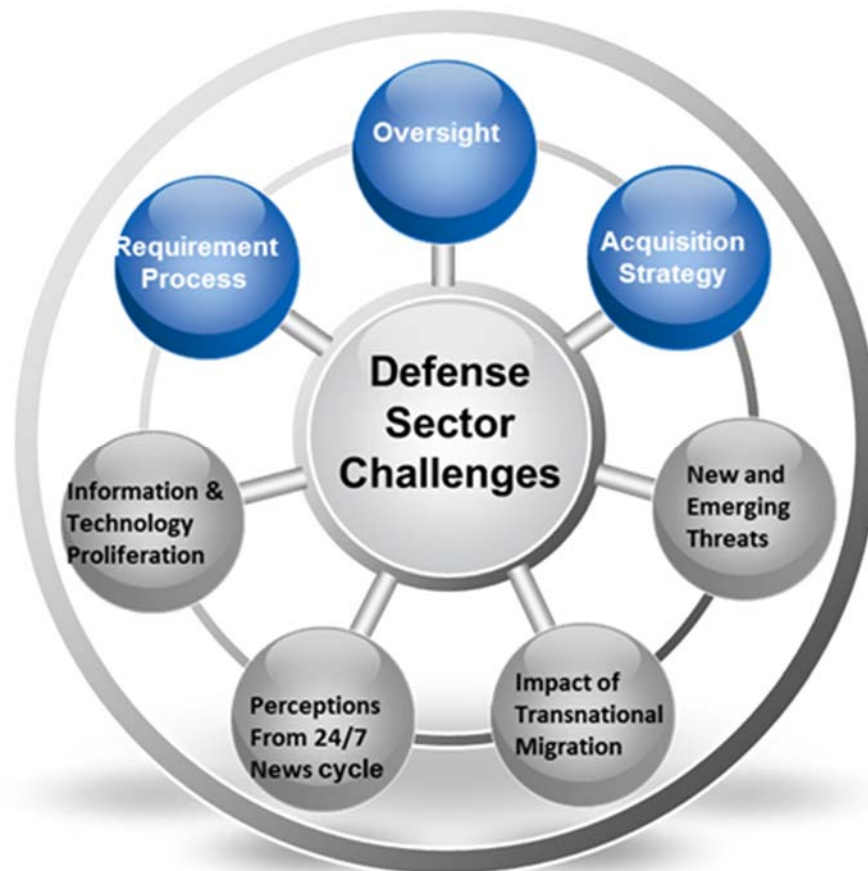 Oversight
Requirement
Process
Acquisition
Strategy
Defense
Sector
Challenges
Information &
Technology
Proliferation
New and
Emerging
Threats
Perceptions
From 24/7
News cycle
Impact of
Transnational
Migration